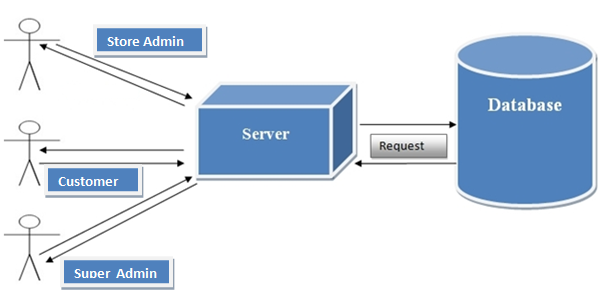 Store Admin
Database
Server
Request
Customer
Super Admin